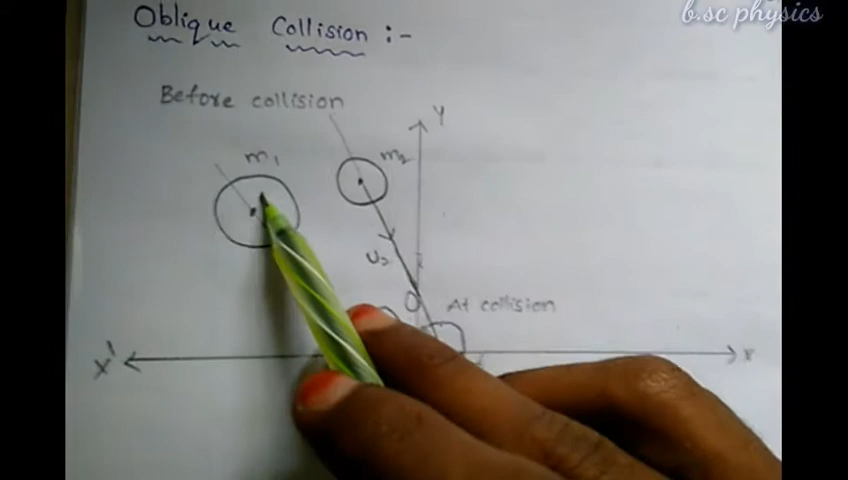 b.sc physics
Oblique Collision :-
Before collision
Y
m1
m2
u2
O
At collision
X'
X